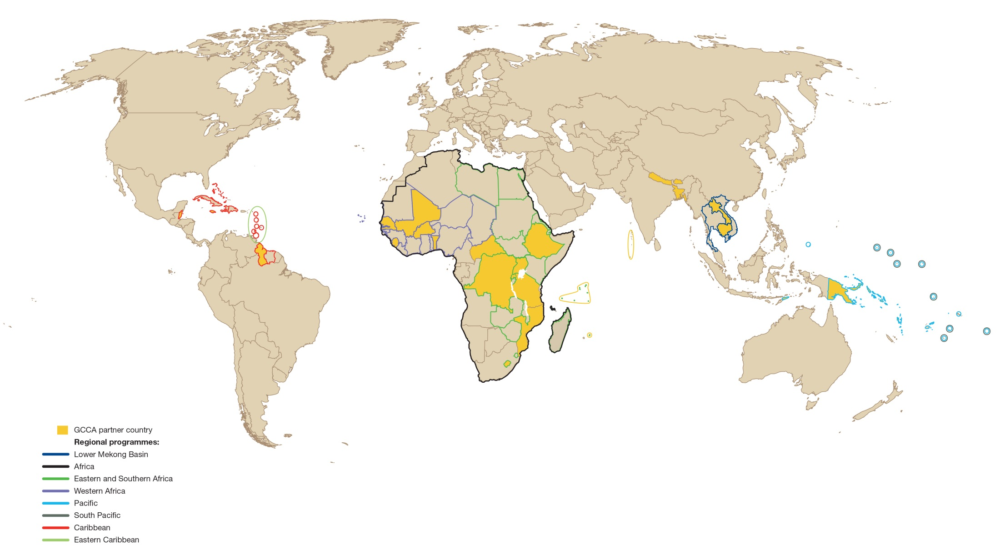 GCCA partner country
Regional programmes:
Lower Mekong Basin
Africa
Eastern and Southern Africa
Western Africa
Pacific
South Pacific
Caribbean
Eastern Caribbean